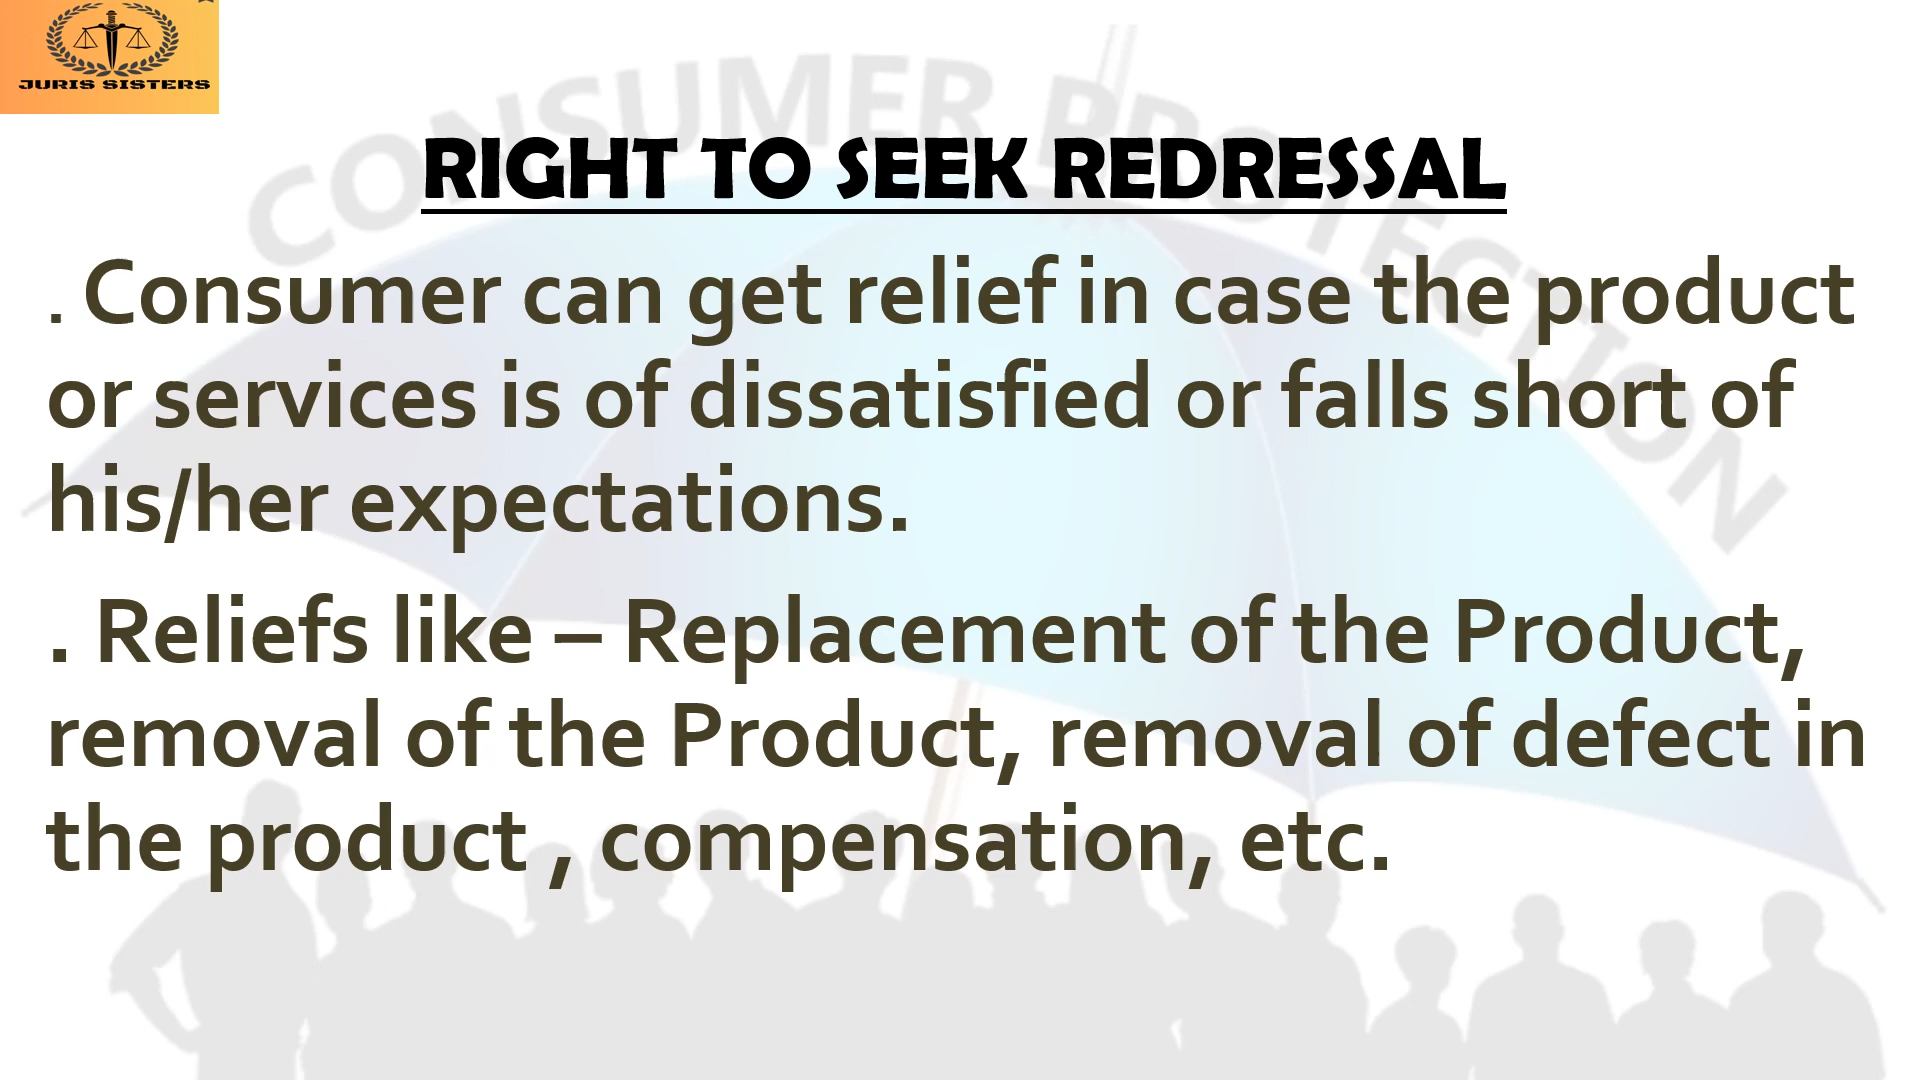 JURIS SISTERS
CONSUMER PROTECTION
RIGHT TO SEEK REDRESSAL
. Consumer can get relief in case the product
or services is of dissatisfied or falls short of
his/her expectations.
. Reliefs like – Replacement of the Product,
removal of the Product, removal of defect in
the product , compensation, etc.